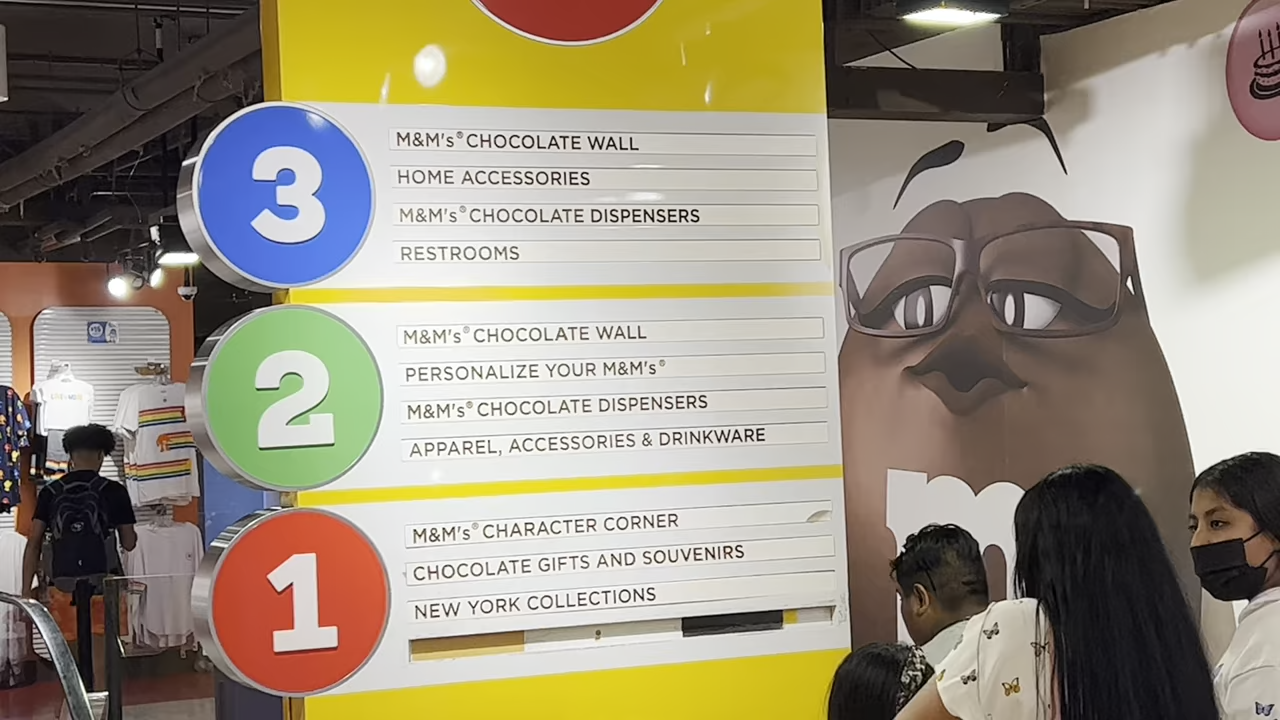 3
M&M's® CHOCOLATE WALL
HOME ACCESSORIES
M&M's® CHOCOLATE DISPENSERS
RESTROOMS
2
M&M's® CHOCOLATE WALL
PERSONALIZE YOUR M&M's®
M&M's® CHOCOLATE DISPENSERS
APPAREL, ACCESSORIES & DRINKWARE
1
M&M's® CHARACTER CORNER
CHOCOLATE GIFTS AND SOUVENIRS
NEW YORK COLLECTIONS
m